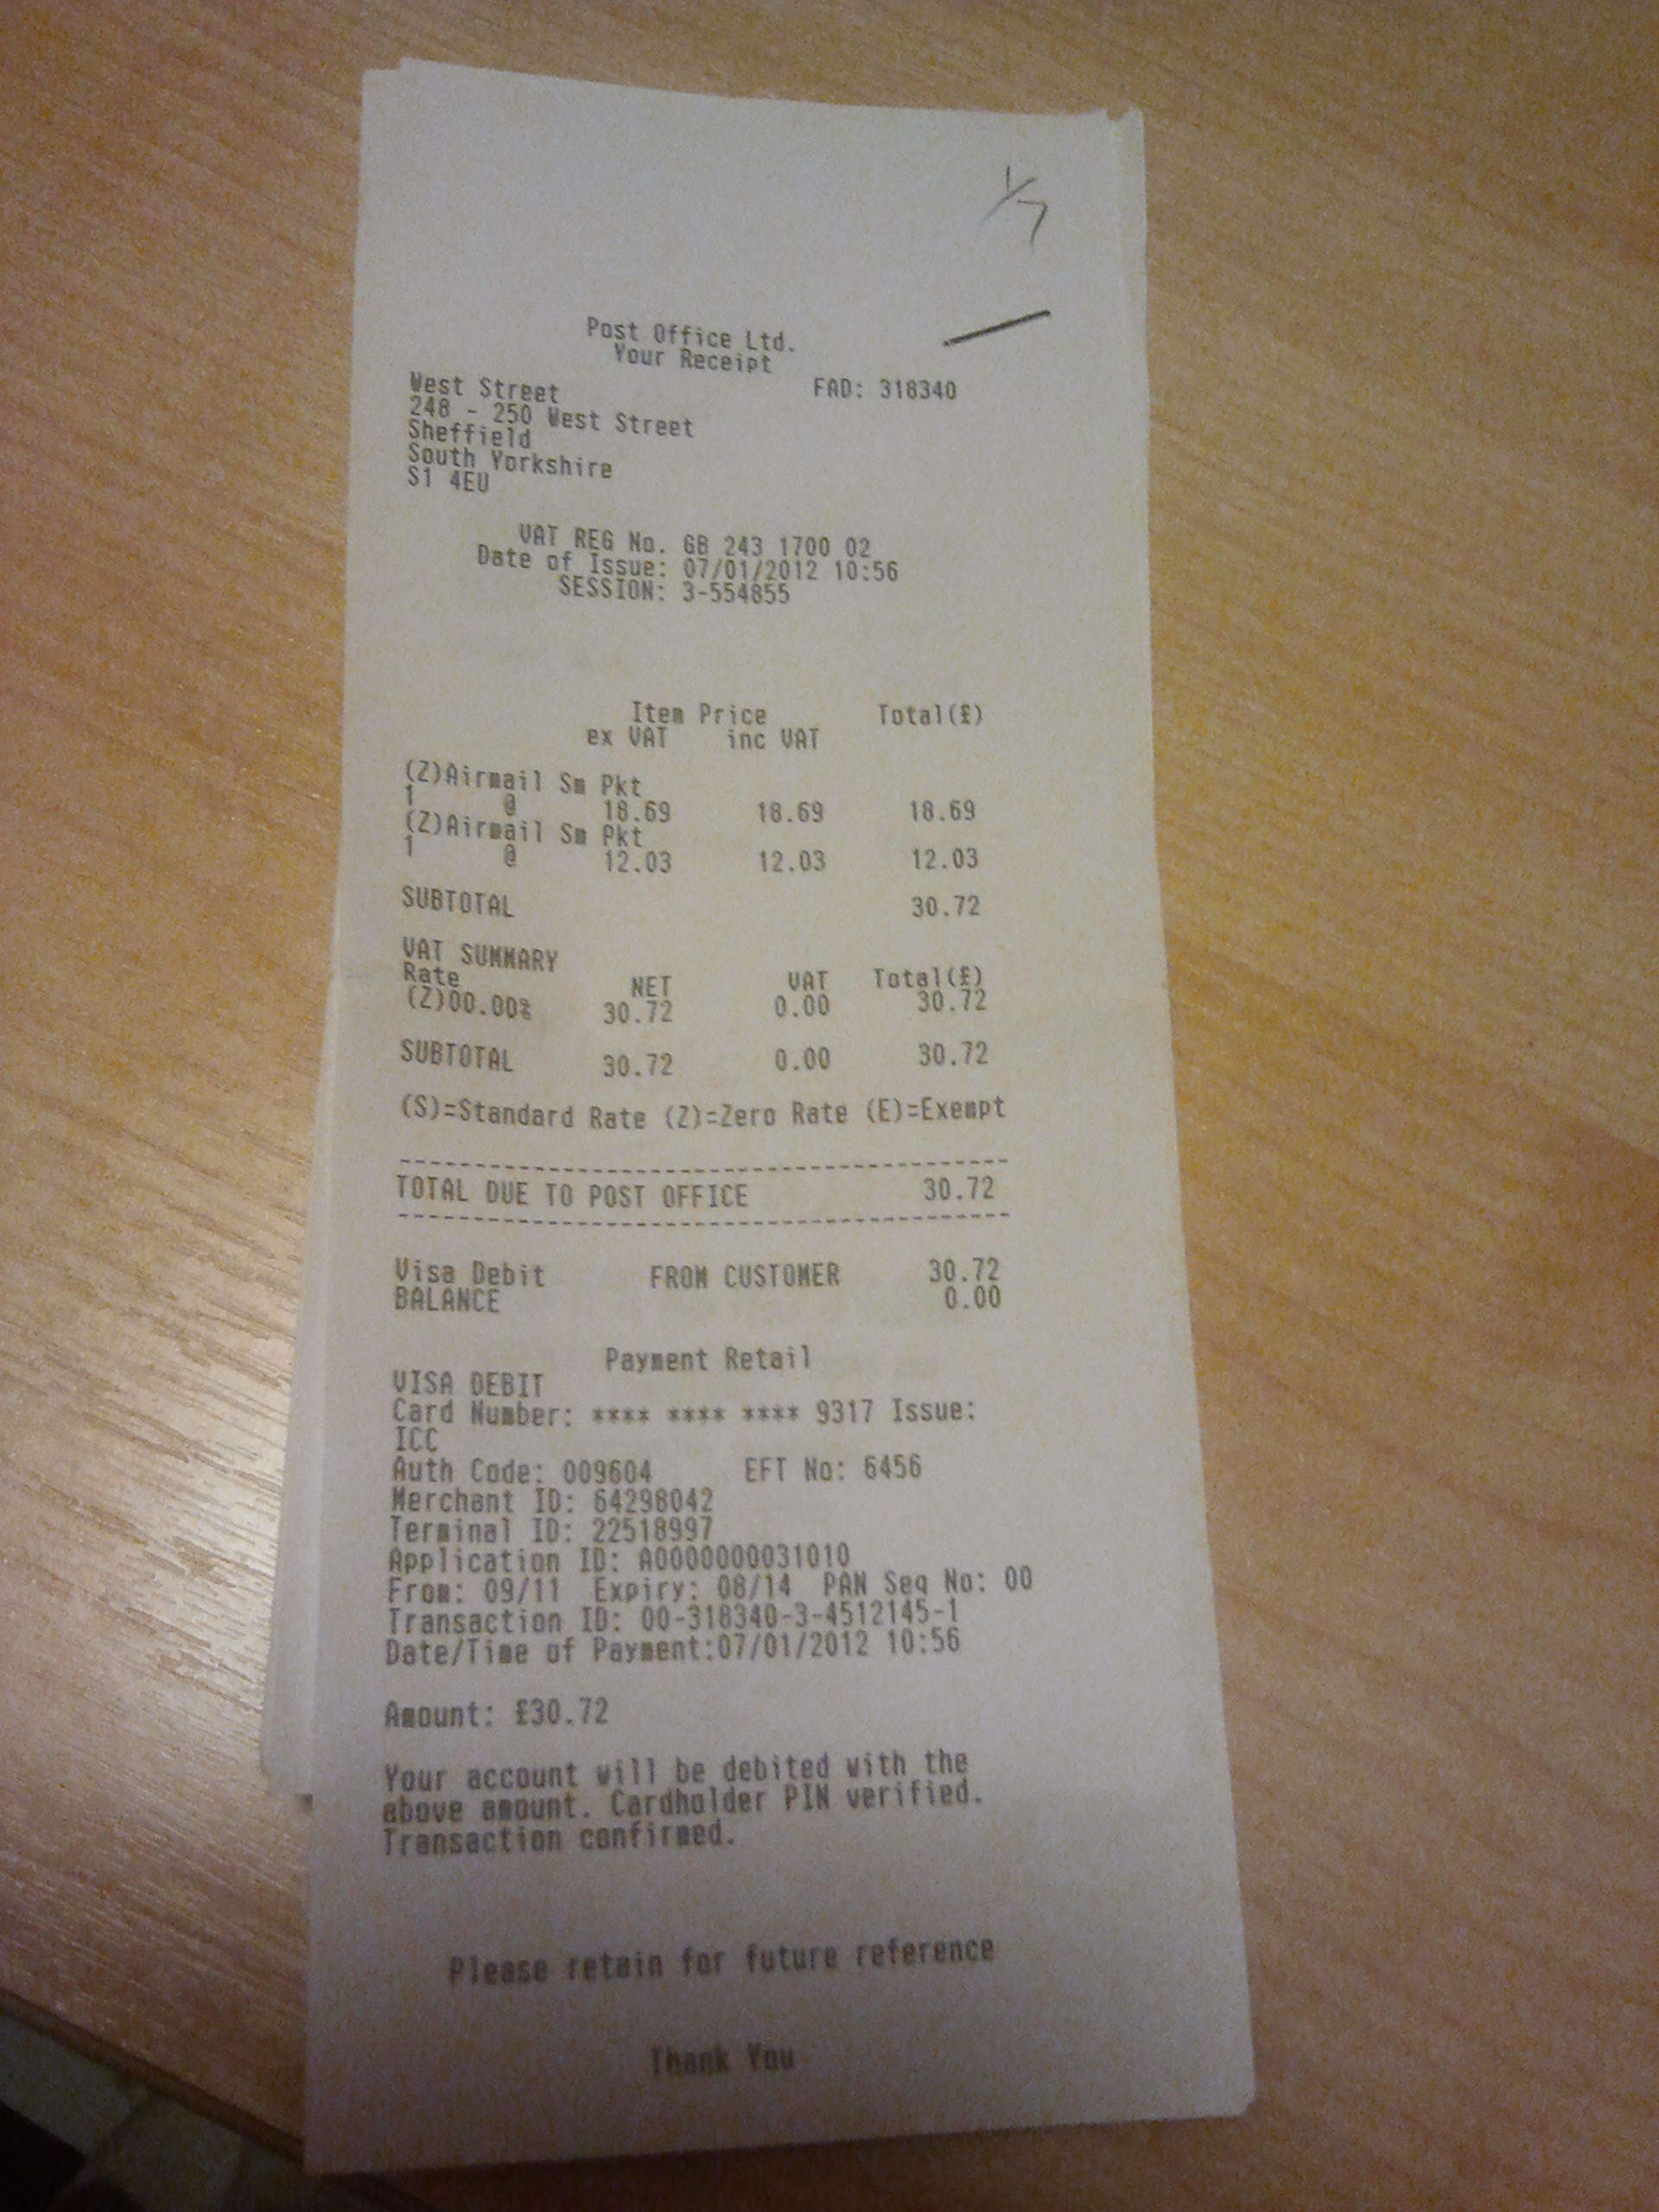 1/7
Post Office Ltd.
Your Receipt
West Street FAD: 318340
248 - 250 West Street
Sheffield
South Yorkshire
S1 4EU
VAT REG No. GB 243 1700 02
Date of Issue: 07/01/2012 10:56
SESSION: 3-554855
Item Price Total(£)
ex VAT inc VAT
(Z)Airmail Sm Pkt
1 @ 18.69 18.69 18.69
(Z)Airmail Sm Pkt
1 @ 12.03 12.03 12.03
SUBTOTAL 30.72
VAT SUMMARY
Rate NET VAT Total(£)
(Z)00.00% 30.72 0.00 30.72
SUBTOTAL 30.72 0.00 30.72
(S)=Standard Rate (Z)=Zero Rate (E)=Exempt
TOTAL DUE TO POST OFFICE 30.72
Visa Debit FROM CUSTOMER 30.72
BALANCE 0.00
Payment Retail
VISA DEBIT
Card Number: **** **** **** 9317 Issue:
ICC
Auth Code: 009604 EFT No: 6456
Merchant ID: 64298042
Terminal ID: 22518997
Application ID: A0000000031010
From: 09/11 Expiry: 08/14 PAN Seq No: 00
Transaction ID: 00-318340-3-4512145-1
Date/Time of Payment:07/01/2012 10:56
Amount: £30.72
Your account will be debited with the
above amount. Cardholder PIN verified.
Transaction confirmed.
Please retain for future reference
Thank You